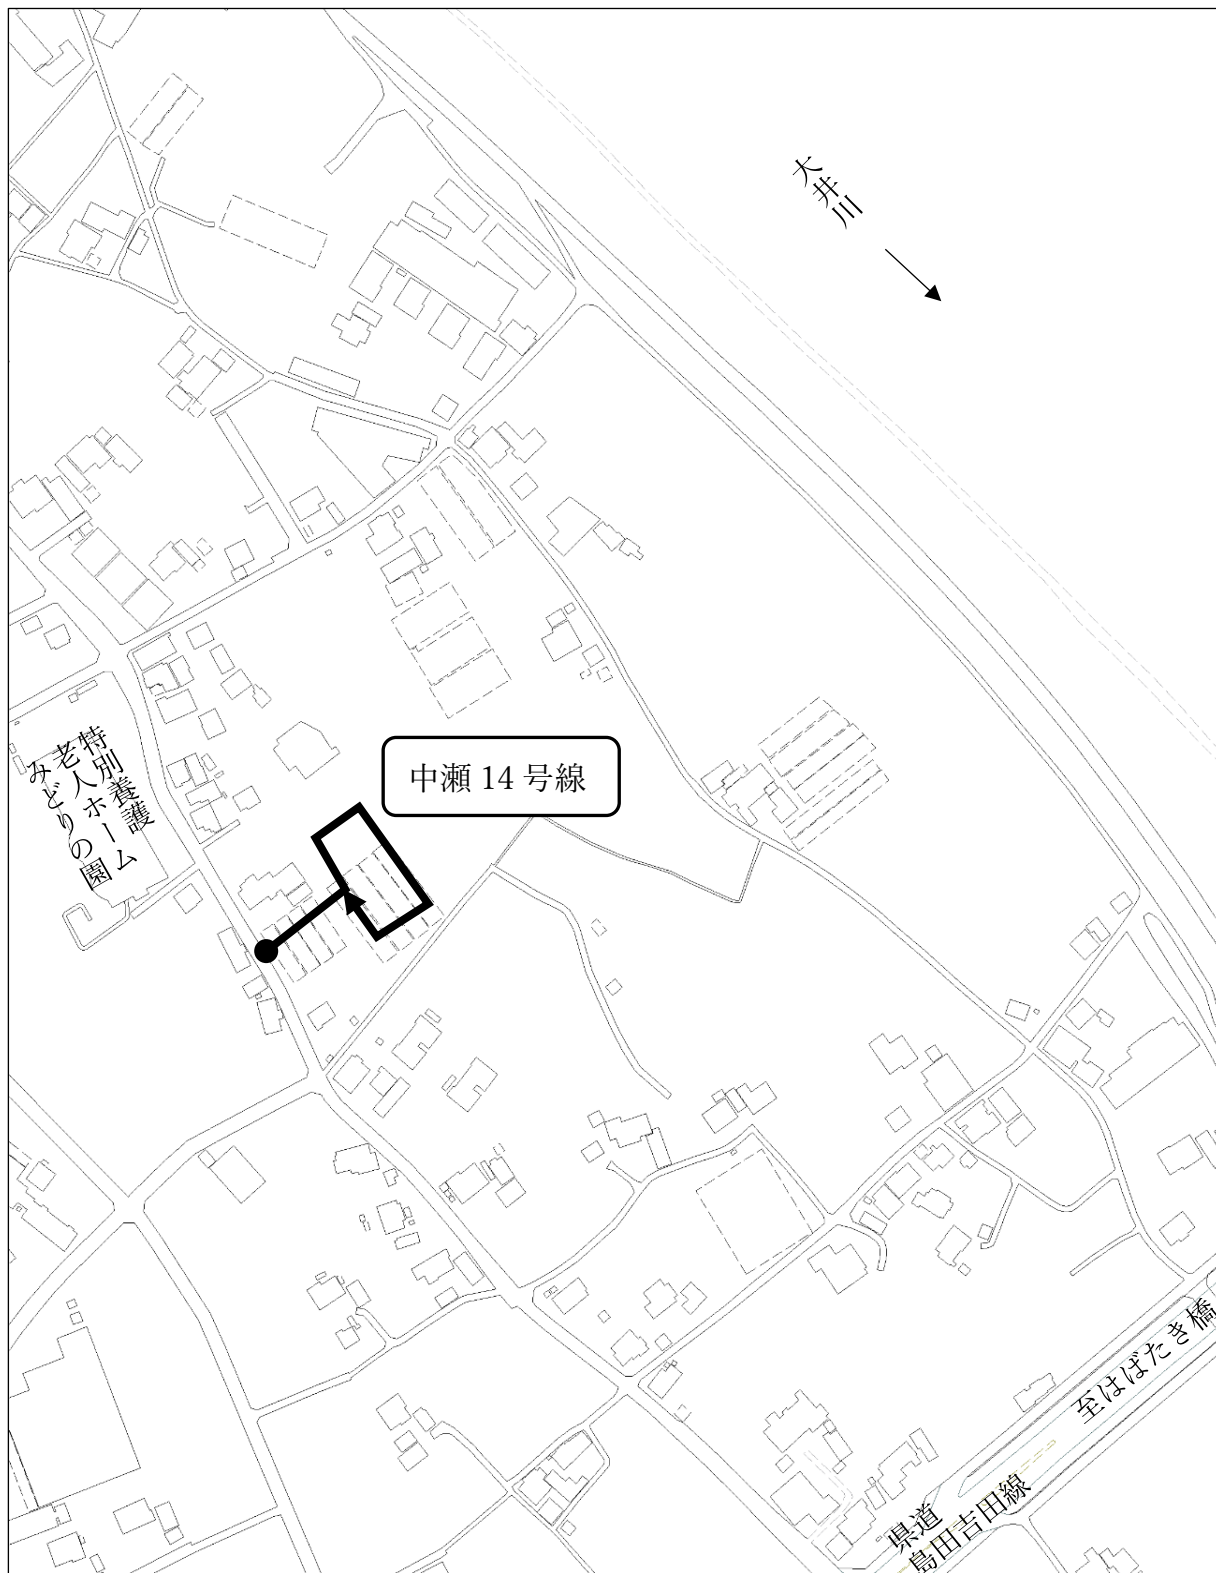 大井川
中瀬 14 号線
特別養護
老人ホーム
みどりの園
至はばたき橋
県道
島田吉田線